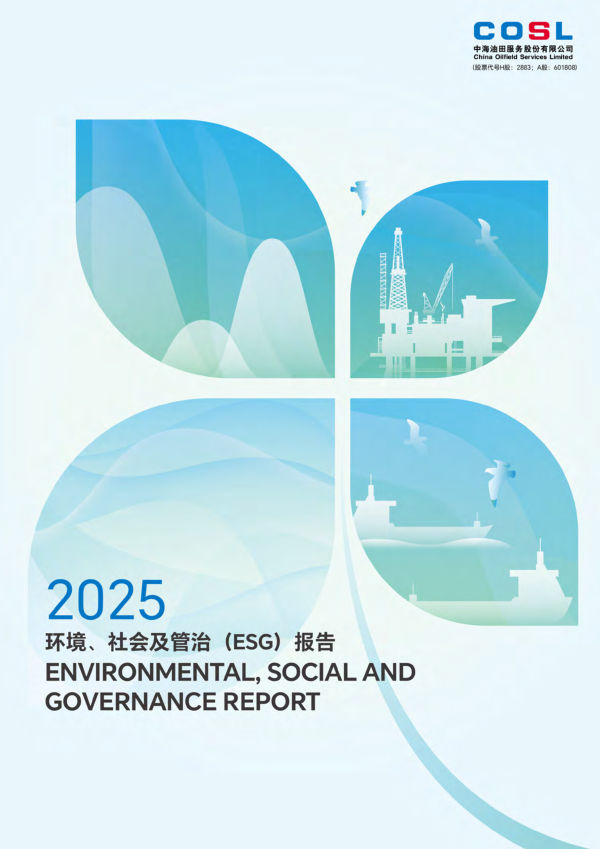 COSL
中海油田服务股份有限公司
China Oilfield Services Limited
(股票代号H股：2883；A股：601808)
2025
环境、社会及管治（ESG）报告
ENVIRONMENTAL, SOCIAL AND
GOVERNANCE REPORT